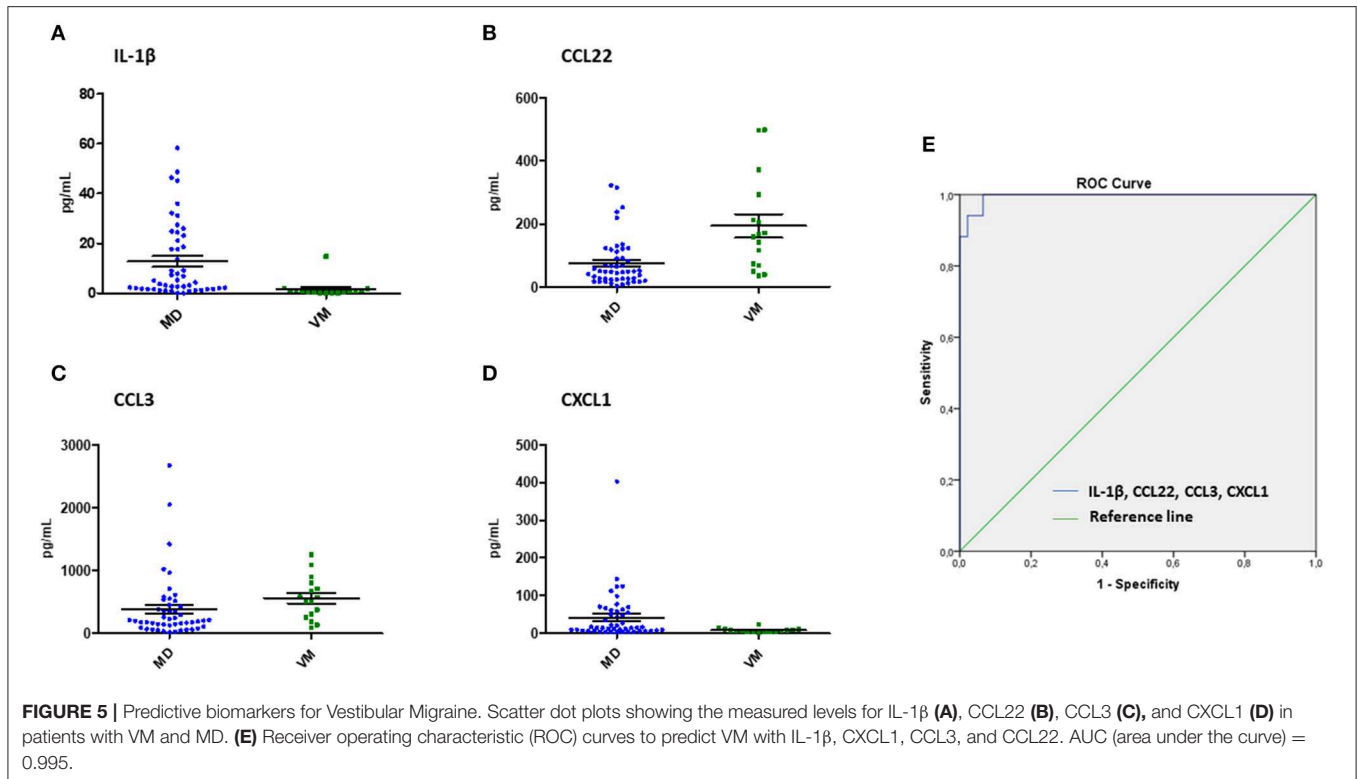 A
IL-1β
pg/mL
80
60
40
20
0
MD
VM
B
CCL22
pg/mL
600
400
200
0
MD
VM
C
CCL3
pg/mL
3000
2000
1000
0
MD
VM
D
CXCL1
pg/mL
500
400
300
200
100
0
MD
VM
E
ROC Curve
Sensitivity
1,0
0,8
0,6
0,4
0,2
0,0
IL-1β, CCL22, CCL3, CXCL1
Reference line
0,0 0,2 0,4 0,6 0,8 1,0
1 - Specificity
FIGURE 5 | Predictive biomarkers for Vestibular Migraine. Scatter dot plots showing the measured levels for IL-1β (A), CCL22 (B), CCL3 (C), and CXCL1 (D) in
patients with VM and MD. (E) Receiver operating characteristic (ROC) curves to predict VM with IL-1β, CXCL1, CCL3, and CCL22. AUC (area under the curve) =
0.995.